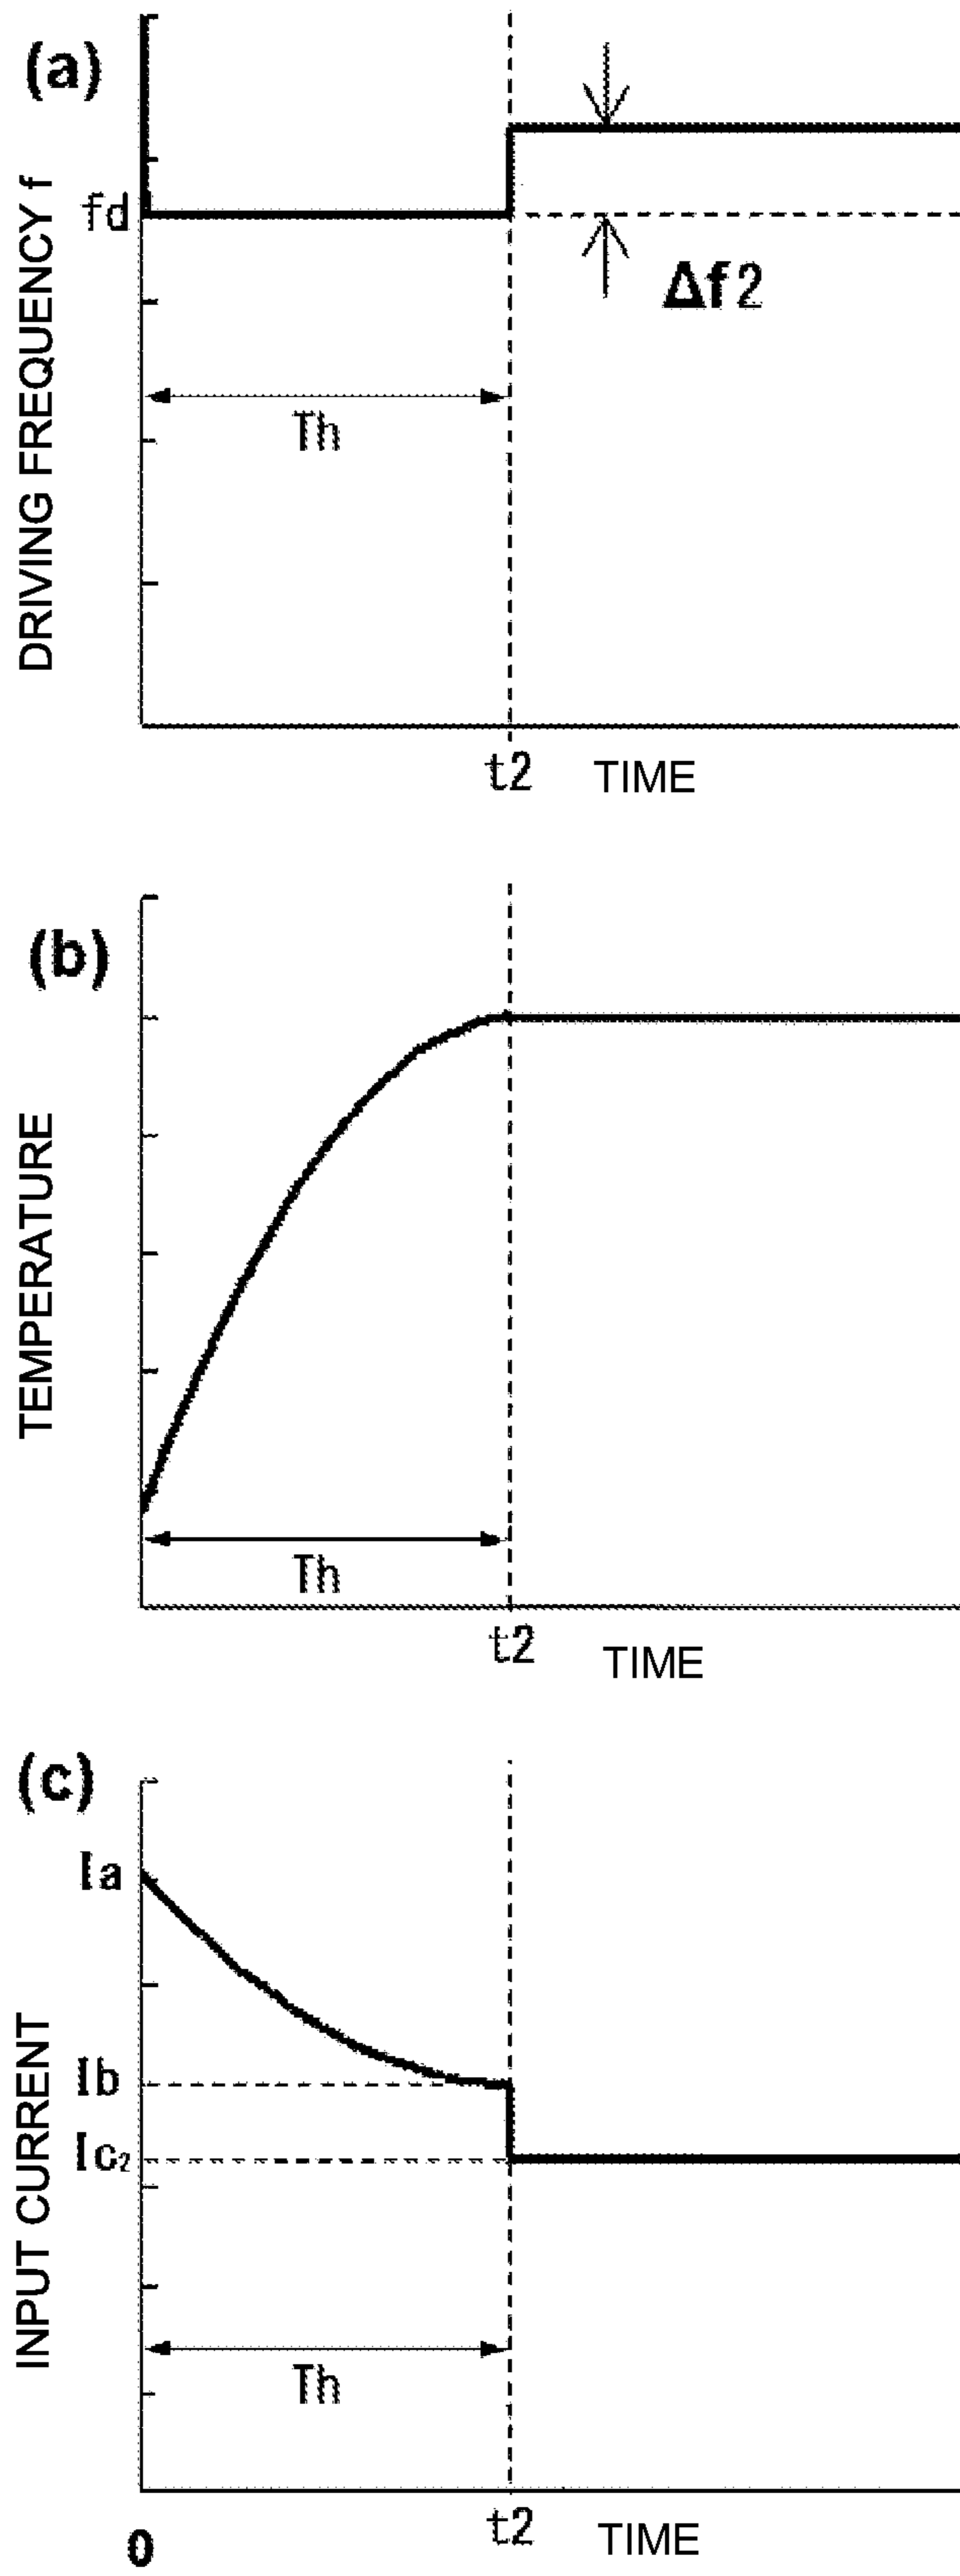 (a)
DRIVING FREQUENCY f
fd
Δf2
Th
t2 TIME
(b)
TEMPERATURE
Th
t2 TIME
(c)
INPUT CURRENT
Ia
Ib
Ic₂
Th
0 t2 TIME